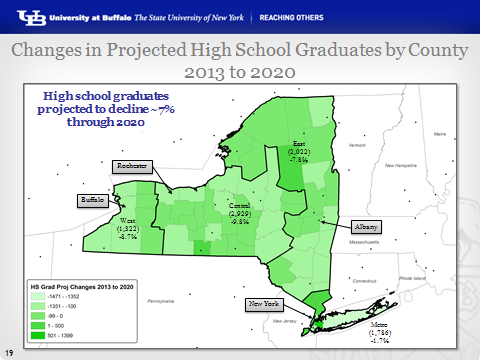 University at Buffalo The State University of New York | REACHING OTHERS
Changes in Projected High School Graduates by County
2013 to 2020
High school graduates
projected to decline ~7%
through 2020
East
(2,022)
-7.8%
Maine
Vermont
New Hampshire
Rochester
Buffalo
West
(1,322)
-8.7%
Central
(2,929)
-9.8%
Albany
Massachusetts
Connecticut
Rhode Island
Pennsylvania
New York
New Jersey
Metro
(1,786)
-1.7%
HS Grad Proj Changes 2013 to 2020
-1471 - -1352
-1351 - -100
-99 - 0
1 - 500
501 - 1399
19